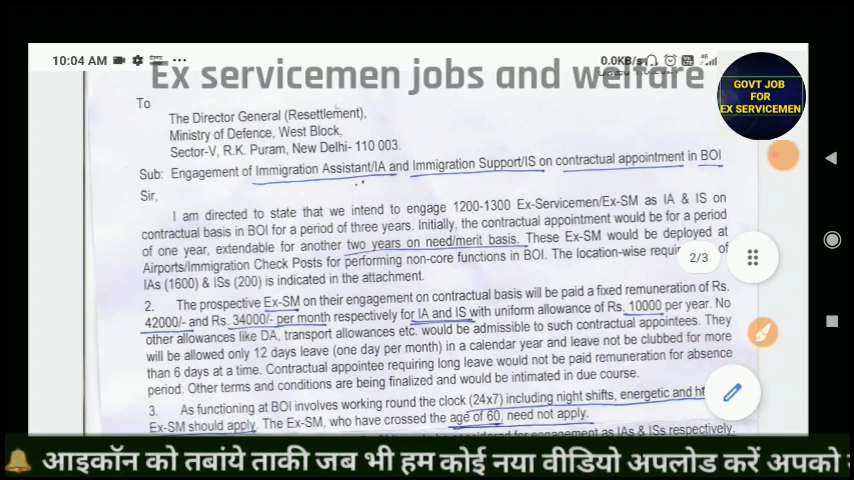 10:04 AM
0.0KB/s
Ex servicemen jobs and welfare
GOVT JOB
FOR
EX SERVICEMEN
To
The Director General (Resettlement),
Ministry of Defence, West Block,
Sector-V, R.K. Puram, New Delhi- 110 003.
Sub: Engagement of Immigration Assistant/IA and Immigration Support/IS on contractual appointment in BOI
Sir,
I am directed to state that we intend to engage 1200-1300 Ex-Servicemen/Ex-SM as IA & IS on
contractual basis in BOI for a period of three years. Initially, the contractual appointment would be for a period
of one year, extendable for another two years on need/merit basis. These Ex-SM would be deployed at
Airports/Immigration Check Posts for performing non-core functions in BOI. The location-wise of
2/3
IAs (1600) & ISs (200) is indicated in the attachment.
2. The prospective Ex-SM on their engagement on contractual basis will be paid a fixed remuneration of Rs.
42000/- and Rs. 34000/- per month respectively for IA and IS with uniform allowance of Rs. 10000 per year. No
other allowances like DA, transport allowances etc. would be admissible to such contractual appointees. They
will be allowed only 12 days leave (one day per month) in a calendar year and leave not be clubbed for more
than 6 days at a time. Contractual appointee requiring long leave would not be paid remuneration for absence
period. Other terms and conditions are being finalized and would be intimated in due course.
3. As functioning at BOI involves working round the clock (24x7) including night shifts, energetic and
Ex-SM should apply. The Ex-SM, who have crossed the age of 60, need not apply.
for engagement as IAs & ISs respectively.
आइकॉन को तबांये ताकी जब भी हम कोई नया वीडियो अपलोड करें अपको